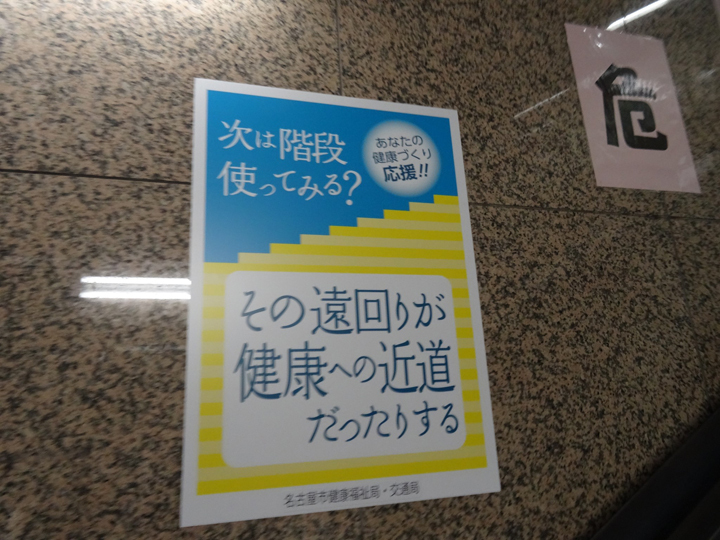 次は階段
使ってみる?
あなたの
健康づくり
応援!!
その遠回りが
健康への近道
だったりする
名古屋市健康福祉局・交通局